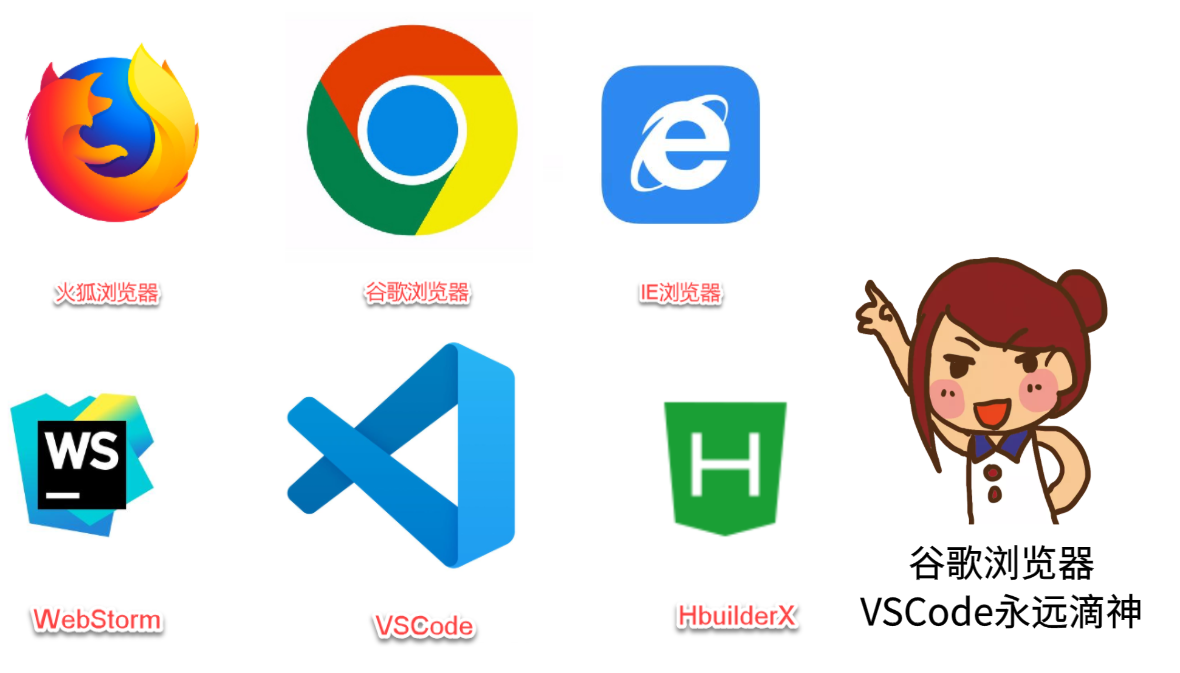 火狐浏览器
谷歌浏览器
IE浏览器
WS
WebStorm
VSCode
H
HbuilderX
谷歌浏览器
VSCode永远滴神